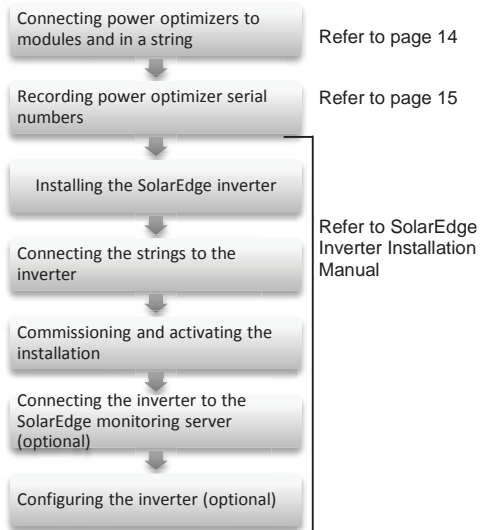 Connecting power optimizers to
modules and in a string
Refer to page 14
Recording power optimizer serial
numbers
Refer to page 15
Installing the SolarEdge inverter
Connecting the strings to the
inverter
Refer to SolarEdge
Inverter Installation
Manual
Commissioning and activating the
installation
Connecting the inverter to the
SolarEdge monitoring server
(optional)
Configuring the inverter (optional)